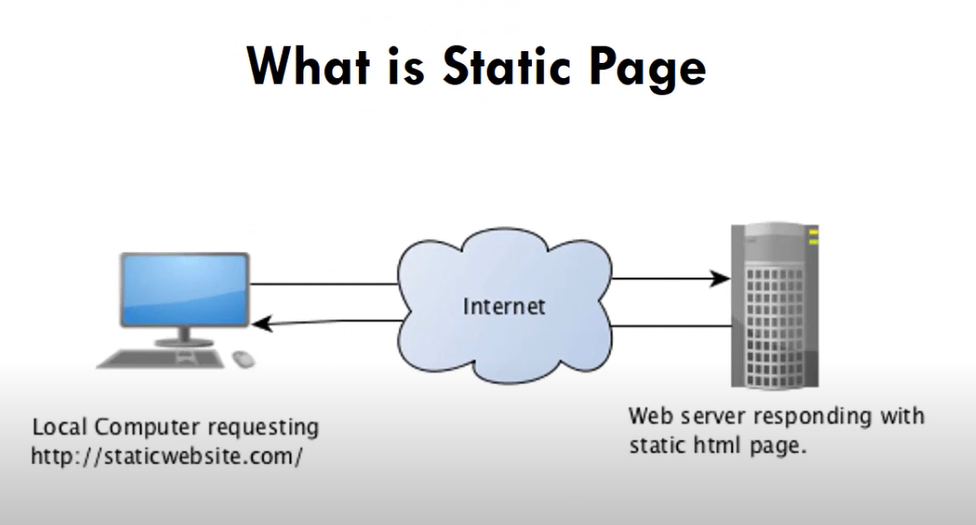 What is Static Page
Internet
Local Computer requesting
http://staticwebsite.com/
Web server responding with
static html page.